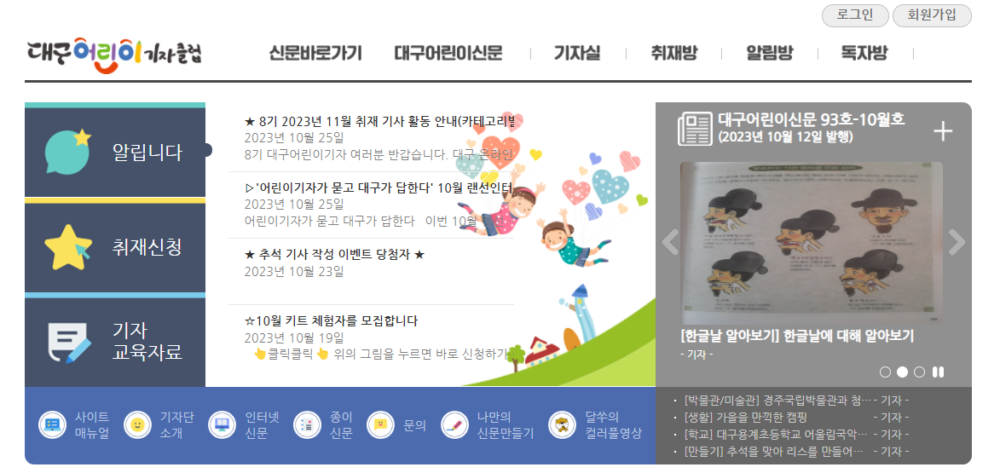 로그인
회원가입
대구어린이기자클럽
신문바로가기
대구어린이신문
기자실
취재방
알림방
독자방
알립니다
취재신청
기자
교육자료
★ 8기 2023년 11월 취재 기사 활동 안내(카테고리별
2023년 10월 25일
8기 대구어린이기자 여러분 반갑습니다. 대구 온라인
▷'어린이기자가 묻고 대구가 답한다' 10월 랜선인터
2023년 10월 25일
어린이기자가 묻고 대구가 답한다 이번 10월
★ 추석 기사 작성 이벤트 당첨자 ★
2023년 10월 23일
☆10월 키트 체험자를 모집합니다
2023년 10월 19일
👆클릭클릭👆 위의 그림을 누르면 바로 신청하기
대구어린이신문 93호-10월호
(2023년 10월 12일 발행)
[한글날 알아보기] 한글날에 대해 알아보기
- 기자 -
[박물관/미술관] 경주국립박물관과 첨… - 기자 -
[생활] 가을을 만끽한 캠핑 - 기자 -
[학교] 대구용계초등학교 어울림국악… - 기자 -
[만들기] 추석을 맞아 리스를 만들어… - 기자 -
사이트
매뉴얼
기자단
소개
인터넷
신문
종이
신문
문의
나만의
신문만들기
달쑤의
컬러풀영상